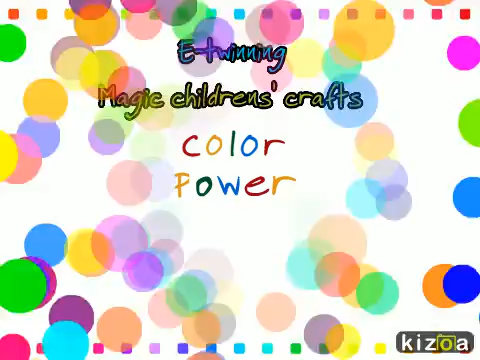 E-twinning
Magic childrens' crafts
color
Power
kizoa